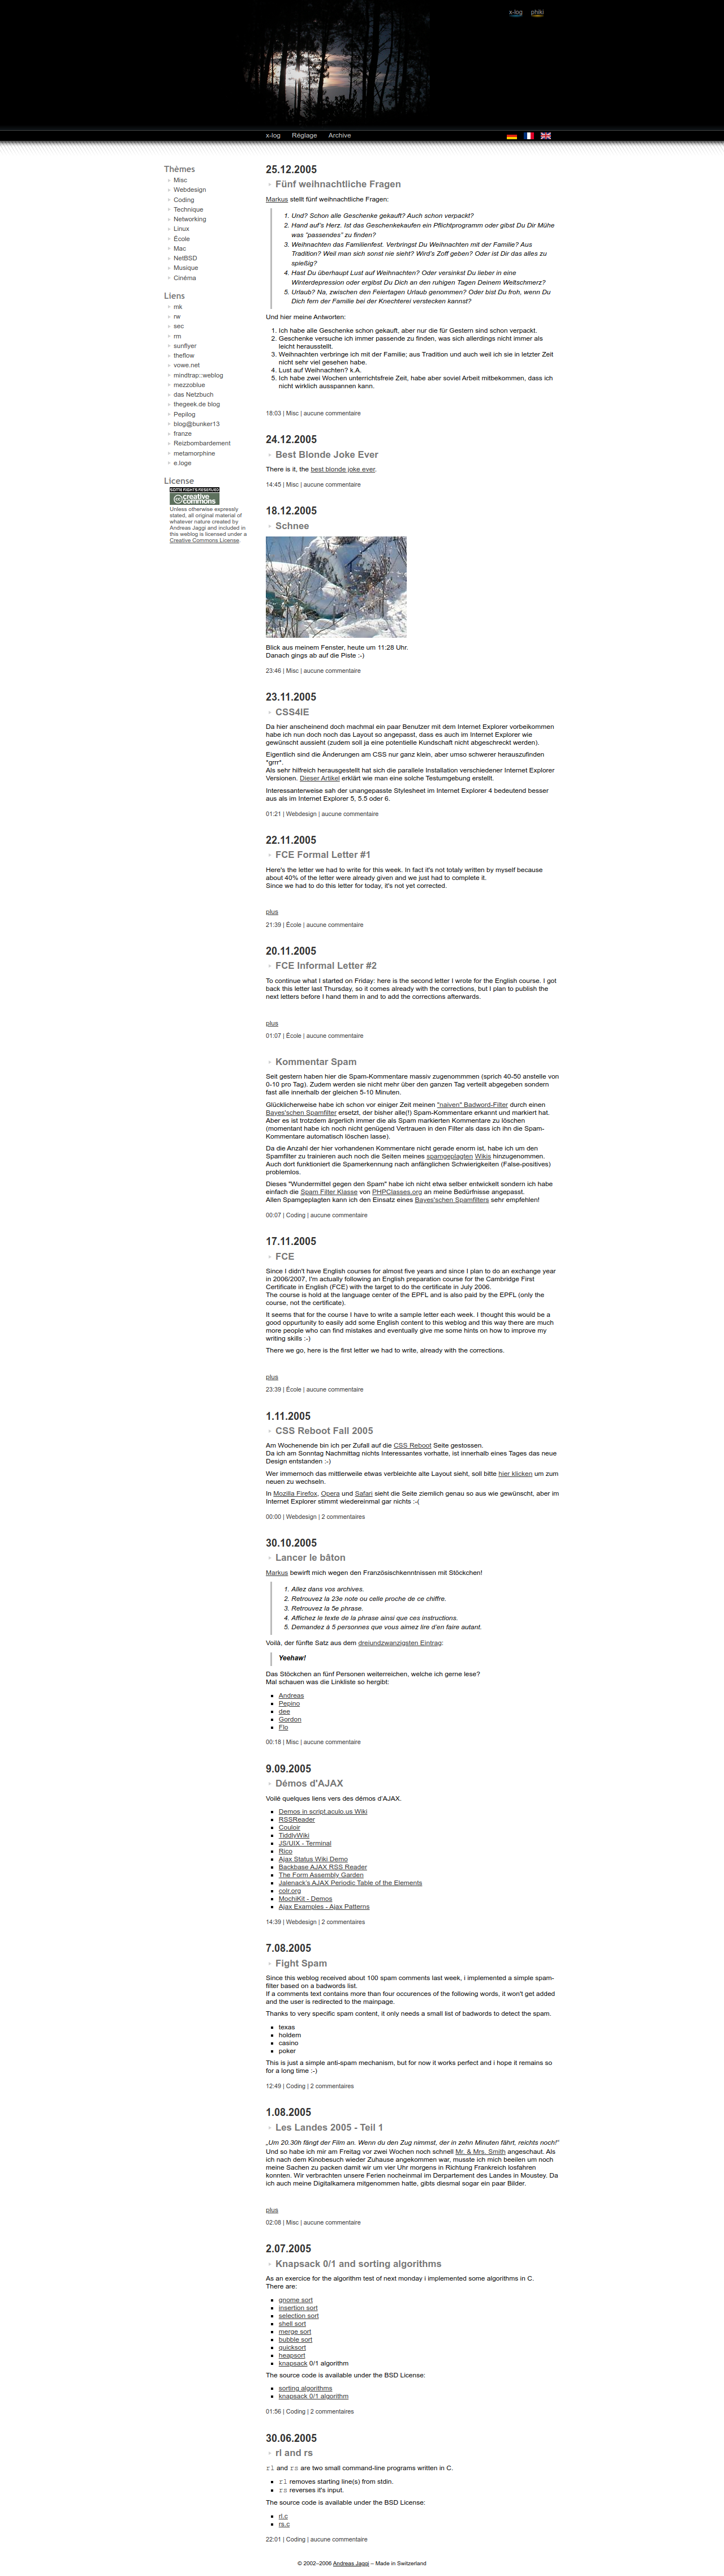 x-log phiki
x-log Réglage Archive
Thèmes
Misc
Webdesign
Coding
Technique
Networking
Linux
École
Mac
NetBSD
Musique
Cinéma
Liens
mk
rw
sec
rm
sunflyer
theflow
vowe.net
mindtrap::weblog
mezzoblue
das Netzbuch
thegeek.de blog
Pepilog
blog@bunker13
franze
Reizbombardement
metamorphine
e.loge
License
SOME RIGHTS RESERVED
creative commons
Unless otherwise expressly
stated, all original material of
whatever nature created by
Andreas Jaggi and included in
this weblog is licensed under a
Creative Commons License.
25.12.2005
Fünf weihnachtliche Fragen
Markus stellt fünf weihnachtliche Fragen:
1. Und? Schon alle Geschenke gekauft? Auch schon verpackt?
2. Hand auf's Herz. Ist das Geschenkekaufen ein Pflichtprogramm oder gibst Du Dir Mühe
was "passendes" zu finden?
3. Weihnachten das Familienfest. Verbringst Du Weihnachten mit der Familie? Aus
Tradition? Weil man sich sonst nie sieht? Wird's Zoff geben? Oder ist Dir das alles zu
spießig?
4. Hast Du überhaupt Lust auf Weihnachten? Oder versinkst Du lieber in eine
Winterdepression oder ergibst Du Dich an den ruhigen Tagen Deinem Weltschmerz?
5. Urlaub? Na, zwischen den Feiertagen Urlaub genommen? Oder bist Du froh, wenn Du
Dich fern der Familie bei der Knechterei verstecken kannst?
Und hier meine Antworten:
1. Ich habe alle Geschenke schon gekauft, aber nur die für Gestern sind schon verpackt.
2. Geschenke versuche ich immer passende zu finden, was sich allerdings nicht immer als
leicht herausstellt.
3. Weihnachten verbringe ich mit der Familie; aus Tradition und auch weil ich sie in letzter Zeit
nicht sehr viel gesehen habe.
4. Lust auf Weihnachten? k.A.
5. Ich habe zwei Wochen unterrichtsfreie Zeit, habe aber soviel Arbeit mitbekommen, dass ich
nicht wirklich ausspannen kann.
18:03 | Misc | aucune commentaire
24.12.2005
Best Blonde Joke Ever
There is it, the best blonde joke ever.
14:45 | Misc | aucune commentaire
18.12.2005
Schnee
Blick aus meinem Fenster, heute um 11:28 Uhr.
Danach gings ab auf die Piste :-)
23:46 | Misc | aucune commentaire
23.11.2005
CSS4IE
Da hier anscheinend doch machmal ein paar Benutzer mit dem Internet Explorer vorbeikommen
habe ich nun doch noch das Layout so angepasst, dass es auch im Internet Explorer wie
gewünscht aussieht (zudem soll ja eine potentielle Kundschaft nicht abgeschreckt werden).
Eigentlich sind die Änderungen am CSS nur ganz klein, aber umso schwerer herauszufinden
*grrr*.
Als sehr hilfreich herausgestellt hat sich die parallele Installation verschiedener Internet Explorer
Versionen. Dieser Artikel erklärt wie man eine solche Testumgebung erstellt.
Interessanterweise sah der unangepasste Stylesheet im Internet Explorer 4 bedeutend besser
aus als im Internet Explorer 5, 5.5 oder 6.
01:21 | Webdesign | aucune commentaire
22.11.2005
FCE Formal Letter #1
Here's the letter we had to write for this week. In fact it's not totaly written by myself because
about 40% of the letter were already given and we just had to complete it.
Since we had to do this letter for today, it's not yet corrected.
plus
21:39 | École | aucune commentaire
20.11.2005
FCE Informal Letter #2
To continue what I started on Friday: here is the second letter I wrote for the English course. I got
back this letter last Thursday, so it comes already with the corrections, but I plan to publish the
next letters before I hand them in and to add the corrections afterwards.
plus
01:07 | École | aucune commentaire
Kommentar Spam
Seit gestern haben hier die Spam-Kommentare massiv zugenommmen (sprich 40-50 anstelle von
0-10 pro Tag). Zudem werden sie nicht mehr über den ganzen Tag verteilt abgegeben sondern
fast alle innerhalb der gleichen 5-10 Minuten.
Glücklicherweise habe ich schon vor einiger Zeit meinen "naiven" Badword-Filter durch einen
Bayes'schen Spamfilter ersetzt, der bisher alle(!) Spam-Kommentare erkannt und markiert hat.
Aber es ist trotzdem ärgerlich immer die als Spam markierten Kommentare zu löschen
(momentant habe ich noch nicht genügend Vertrauen in den Filter als dass ich ihn die Spam-
Kommentare automatisch löschen lasse).
Da die Anzahl der hier vorhandenen Kommentare nicht gerade enorm ist, habe ich um den
Spamfilter zu trainieren auch noch die Seiten meines spamgeplagten Wikis hinzugenommen.
Auch dort funktioniert die Spamerkennung nach anfänglichen Schwierigkeiten (False-positives)
problemlos.
Dieses "Wundermittel gegen den Spam" habe ich nicht etwa selber entwickelt sondern ich habe
einfach die Spam Filter Klasse von PHPClasses.org an meine Bedürfnisse angepasst.
Allen Spamgeplagten kann ich den Einsatz eines Bayes'schen Spamfilters sehr empfehlen!
00:07 | Coding | aucune commentaire
17.11.2005
FCE
Since I didn't have English courses for almost five years and since I plan to do an exchange year
in 2006/2007, I'm actually following an English preparation course for the Cambridge First
Certificate in English (FCE) with the target to do the certificate in July 2006.
The course is hold at the language center of the EPFL and is also paid by the EPFL (only the
course, not the certificate).
It seems that for the course I have to write a sample letter each week. I thought this would be a
good oppurtunity to easily add some English content to this weblog and this way there are much
more people who can find mistakes and eventually give me some hints on how to improve my
writing skills :-)
There we go, here is the first letter we had to write, already with the corrections.
plus
23:39 | École | aucune commentaire
1.11.2005
CSS Reboot Fall 2005
Am Wochenende bin ich per Zufall auf die CSS Reboot Seite gestossen.
Da ich am Sonntag Nachmittag nichts Interessantes vorhatte, ist innerhalb eines Tages das neue
Design entstanden :-)
Wer immernoch das mittlerweile etwas verbleichte alte Layout sieht, soll bitte hier klicken um zum
neuen zu wechseln.
In Mozilla Firefox, Opera und Safari sieht die Seite ziemlich genau so aus wie gewünscht, aber im
Internet Explorer stimmt wiedereinmal gar nichts :-(
00:00 | Webdesign | 2 commentaires
30.10.2005
Lancer le bâton
Markus bewirft mich wegen den Französischkenntnissen mit Stöckchen!
1. Allez dans vos archives.
2. Retrouvez la 23e note ou celle proche de ce chiffre.
3. Retrouvez la 5e phrase.
4. Affichez le texte de la phrase ainsi que ces instructions.
5. Demandez à 5 personnes que vous aimez lire d'en faire autant.
Voilà, der fünfte Satz aus dem dreiundzwanzigsten Eintrag:
Yeehaw!
Das Stöckchen an fünf Personen weiterreichen, welche ich gerne lese?
Mal schauen was die Linkliste so hergibt:
Andreas
Pepino
dee
Gordon
Flo
00:18 | Misc | aucune commentaire
9.09.2005
Démos d'AJAX
Voilé quelques liens vers des démos d'AJAX.
Demos in script.aculo.us Wiki
RSSReader
Couloir
TiddlyWiki
JS/UIX - Terminal
Rico
Ajax Status Wiki Demo
Backbase AJAX RSS Reader
The Form Assembly Garden
Jalenack's AJAX Periodic Table of the Elements
colr.org
MochiKit - Demos
Ajax Examples - Ajax Patterns
14:39 | Webdesign | 2 commentaires
7.08.2005
Fight Spam
Since this weblog received about 100 spam comments last week, i implemented a simple spam-
filter based on a badwords list.
If a comments text contains more than four occurences of the following words, it won't get added
and the user is redirected to the mainpage.
Thanks to very specific spam content, it only needs a small list of badwords to detect the spam.
texas
holdem
casino
poker
This is just a simple anti-spam mechanism, but for now it works perfect and i hope it remains so
for a long time :-)
12:49 | Coding | 2 commentaires
1.08.2005
Les Landes 2005 - Teil 1
„Um 20.30h fängt der Film an. Wenn du den Zug nimmst, der in zehn Minuten fährt, reichts noch!"
Und so habe ich mir am Freitag vor zwei Wochen noch schnell Mr. & Mrs. Smith angeschaut. Als
ich nach dem Kinobesuch wieder Zuhause angekommen war, musste ich mich beeilen um noch
meine Sachen zu packen damit wir um vier Uhr morgens in Richtung Frankreich losfahren
konnten. Wir verbrachten unsere Ferien nocheinmal im Derpartement des Landes in Moustey. Da
ich auch meine Digitalkamera mitgenommen hatte, gibts diesmal sogar ein paar Bilder.
plus
02:08 | Misc | aucune commentaire
2.07.2005
Knapsack 0/1 and sorting algorithms
As an exercice for the algorithm test of next monday i implemented some algorithms in C.
There are:
gnome sort
insertion sort
selection sort
shell sort
merge sort
bubble sort
quicksort
heapsort
knapsack 0/1 algorithm
The source code is available under the BSD License:
sorting algorithms
knapsack 0/1 algorithm
01:56 | Coding | 2 commentaires
30.06.2005
rl and rs
rl and rs are two small command-line programs written in C.
rl removes starting line(s) from stdin.
rs reverses it's input.
The source code is available under the BSD License:
rl.c
rs.c
22:01 | Coding | aucune commentaire
© 2002–2006 Andreas Jaggi – Made in Switzerland